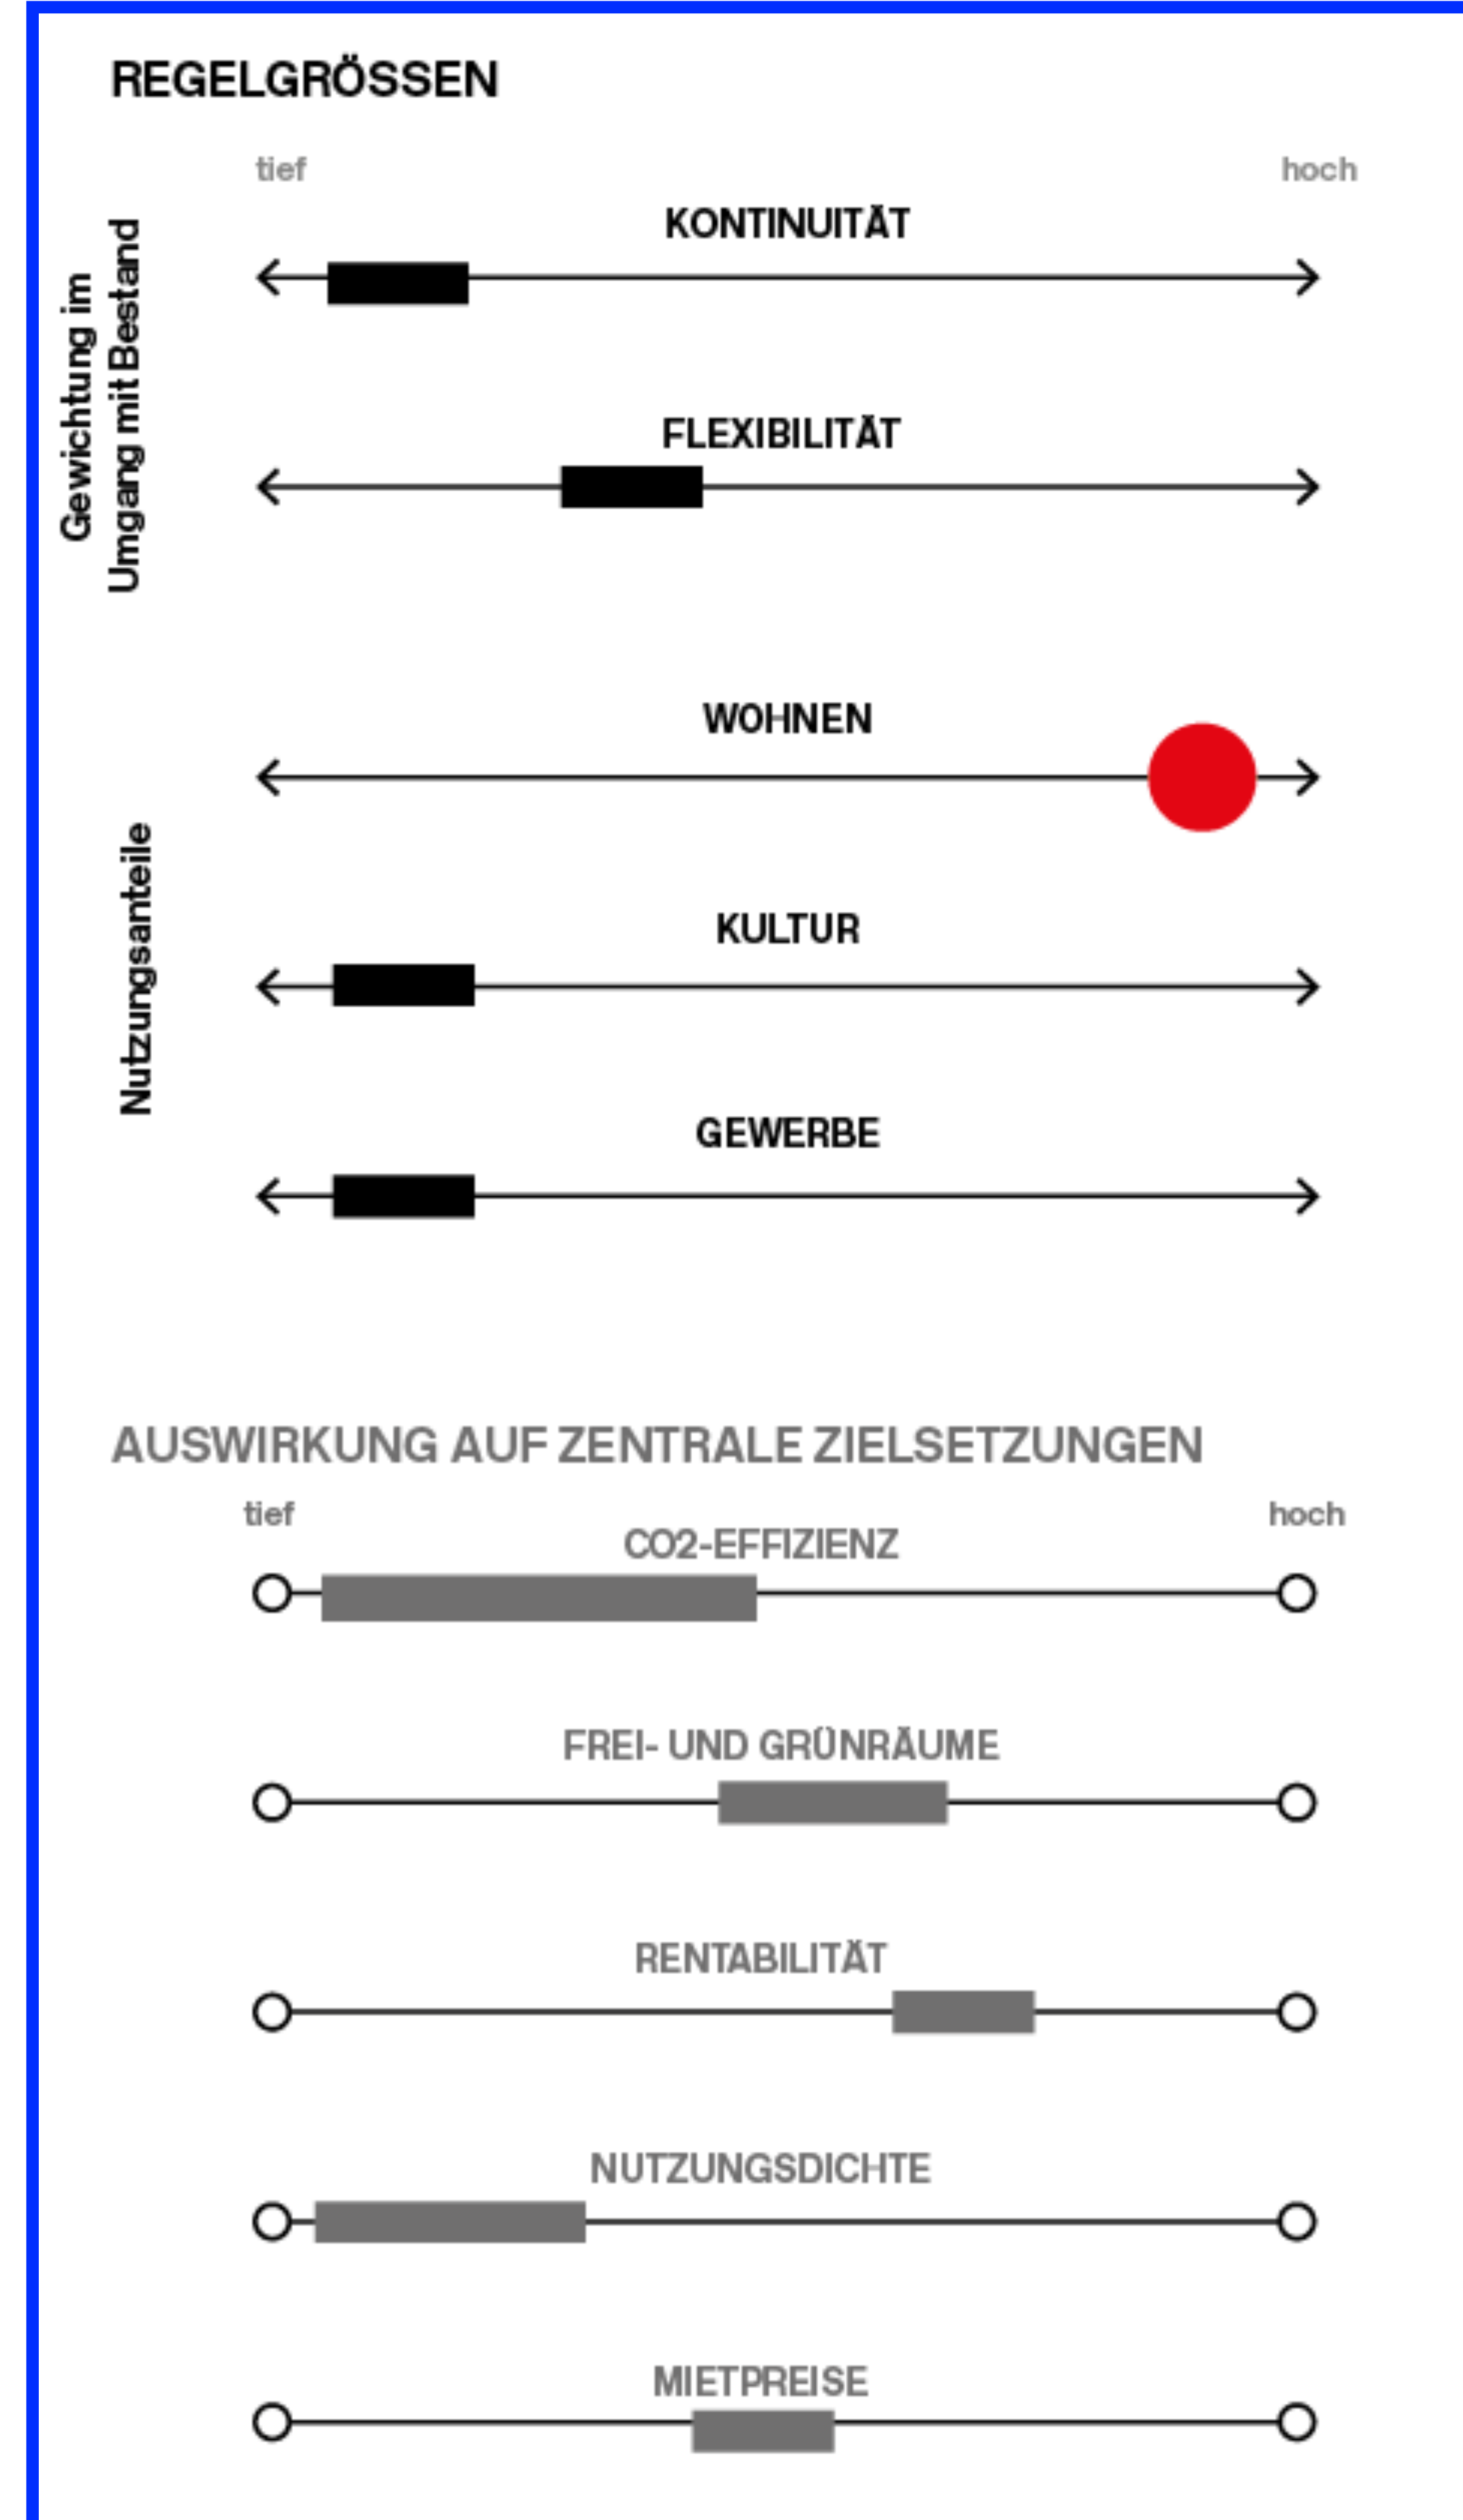 REGELGRÖSSEN
tief
hoch
Gewichtung im
Umgang mit Bestand
KONTINUITÄT
FLEXIBILITÄT
Nutzungsanteile
WOHNEN
KULTUR
GEWERBE
AUSWIRKUNG AUF ZENTRALE ZIELSETZUNGEN
tief
hoch
CO2-EFFIZIENZ
FREI- UND GRÜNRÄUME
RENTABILITÄT
NUTZUNGSDICHTE
MIETPREISE